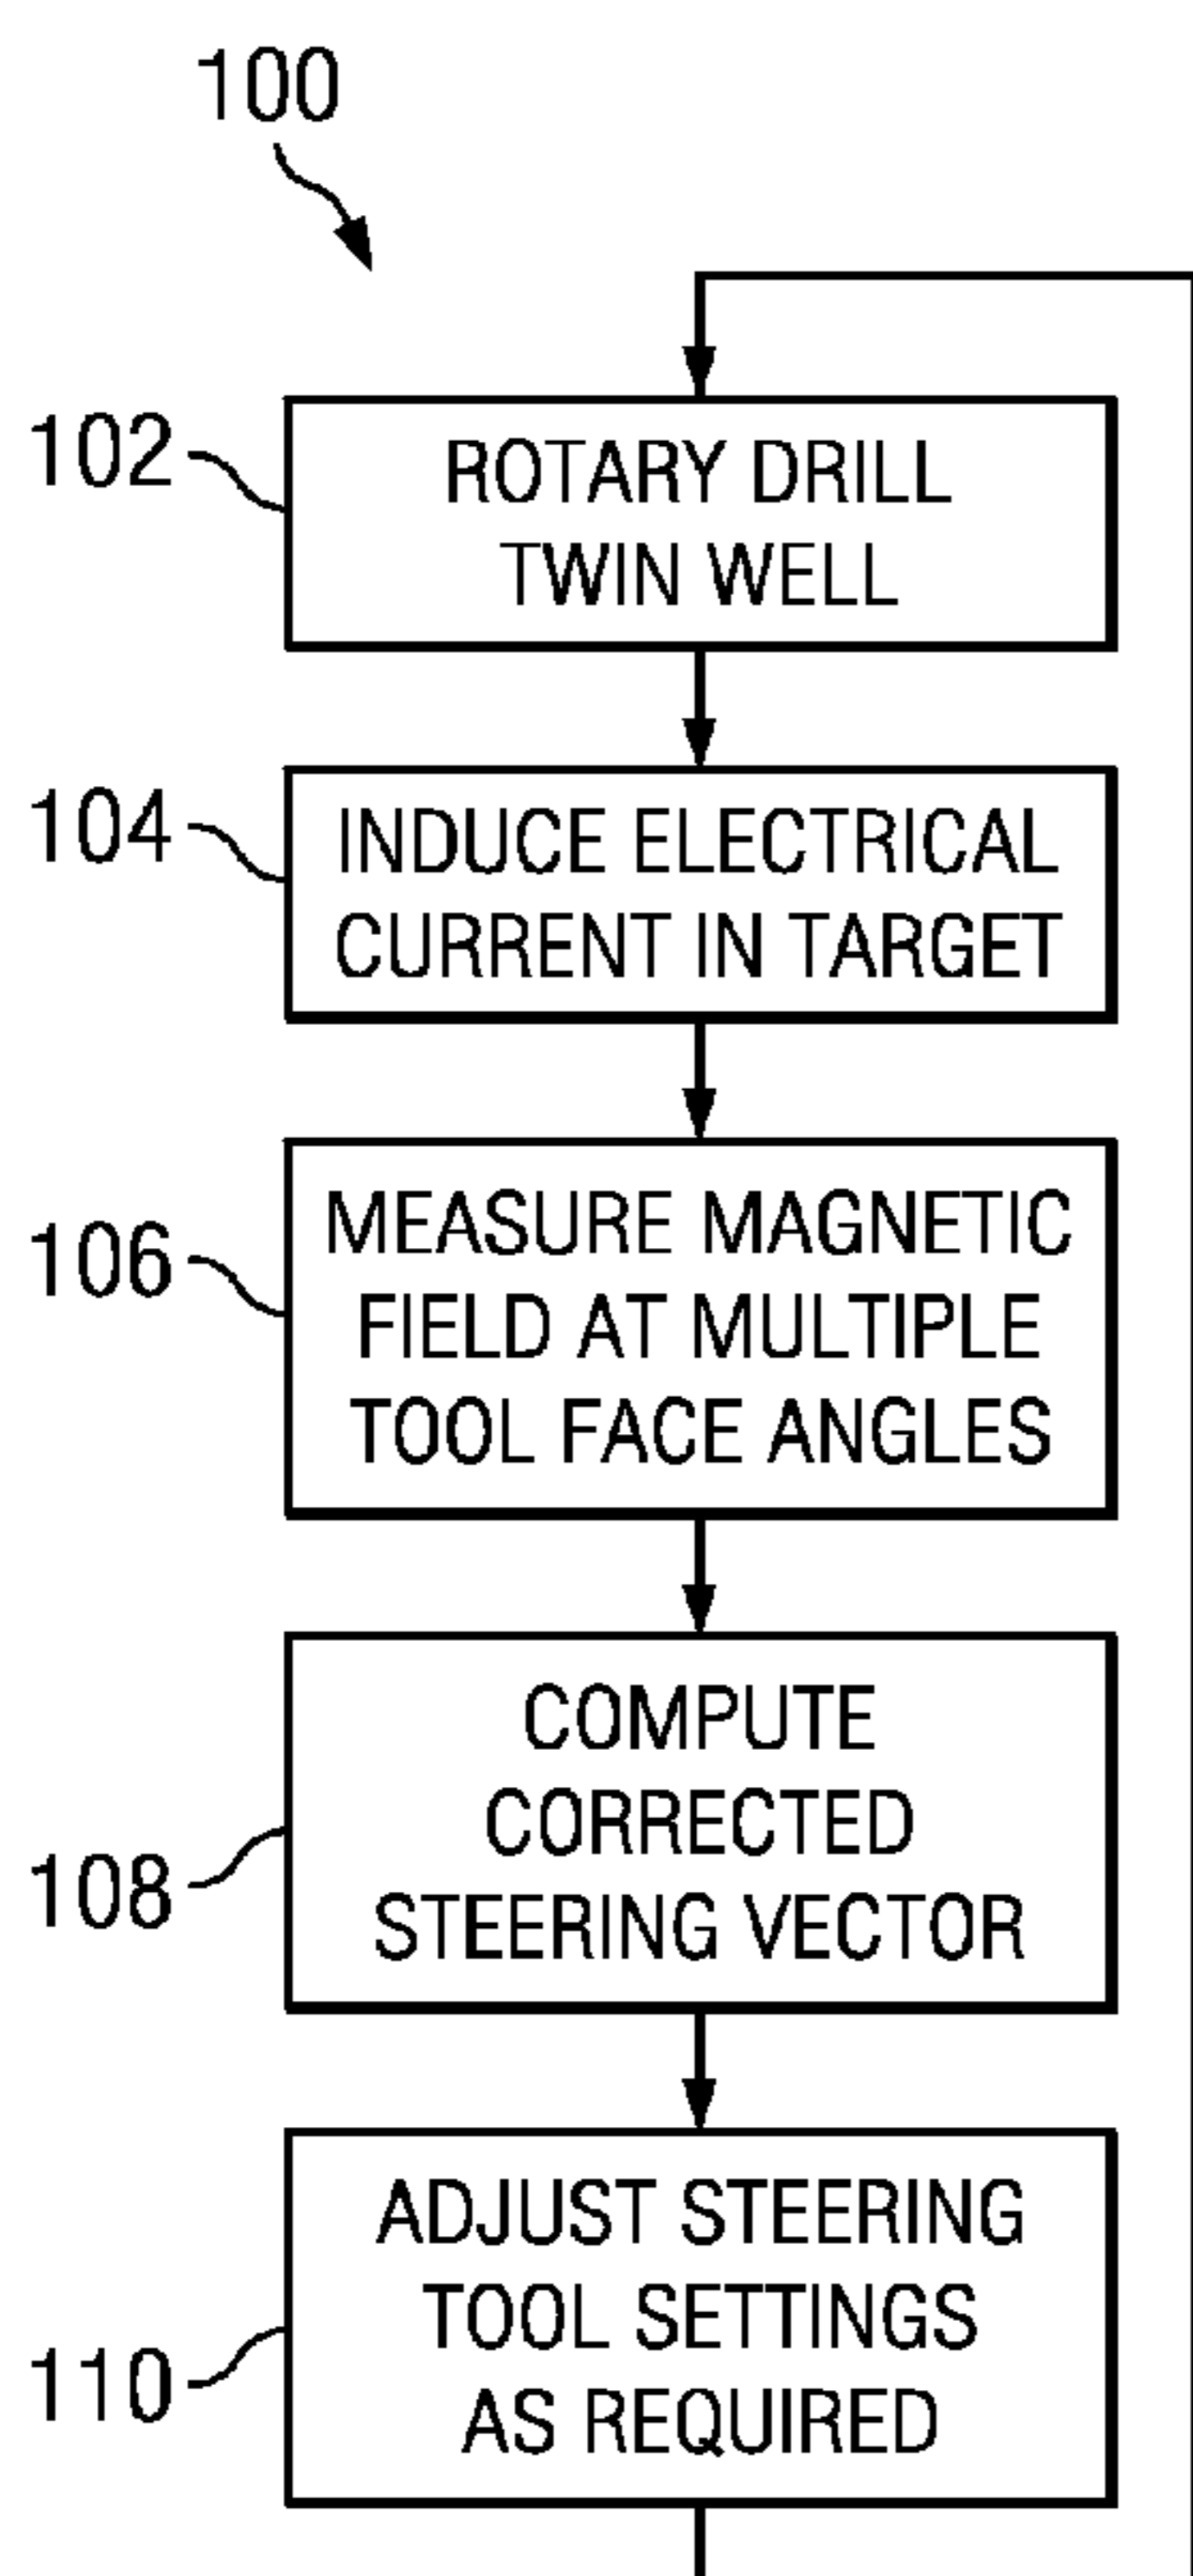 100
102
ROTARY DRILL
TWIN WELL
104
INDUCE ELECTRICAL
CURRENT IN TARGET
106
MEASURE MAGNETIC
FIELD AT MULTIPLE
TOOL FACE ANGLES
108
COMPUTE
CORRECTED
STEERING VECTOR
110
ADJUST STEERING
TOOL SETTINGS
AS REQUIRED